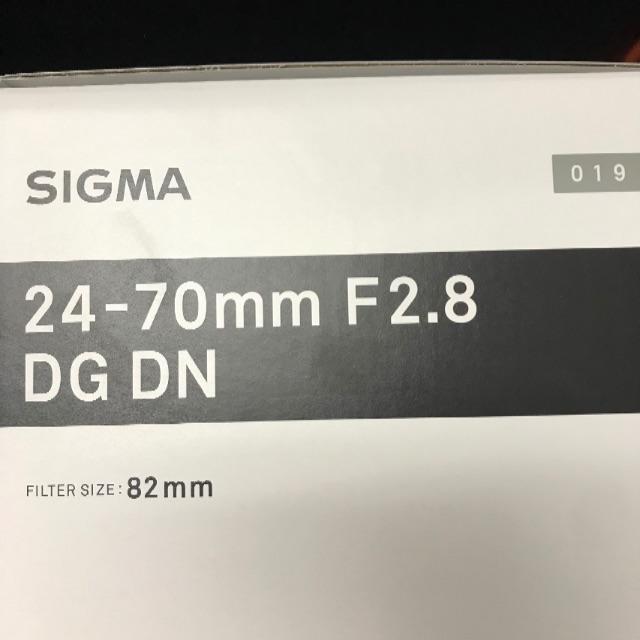 SIGMA
019
24-70mm F2.8
DG DN
FILTER SIZE: 82mm